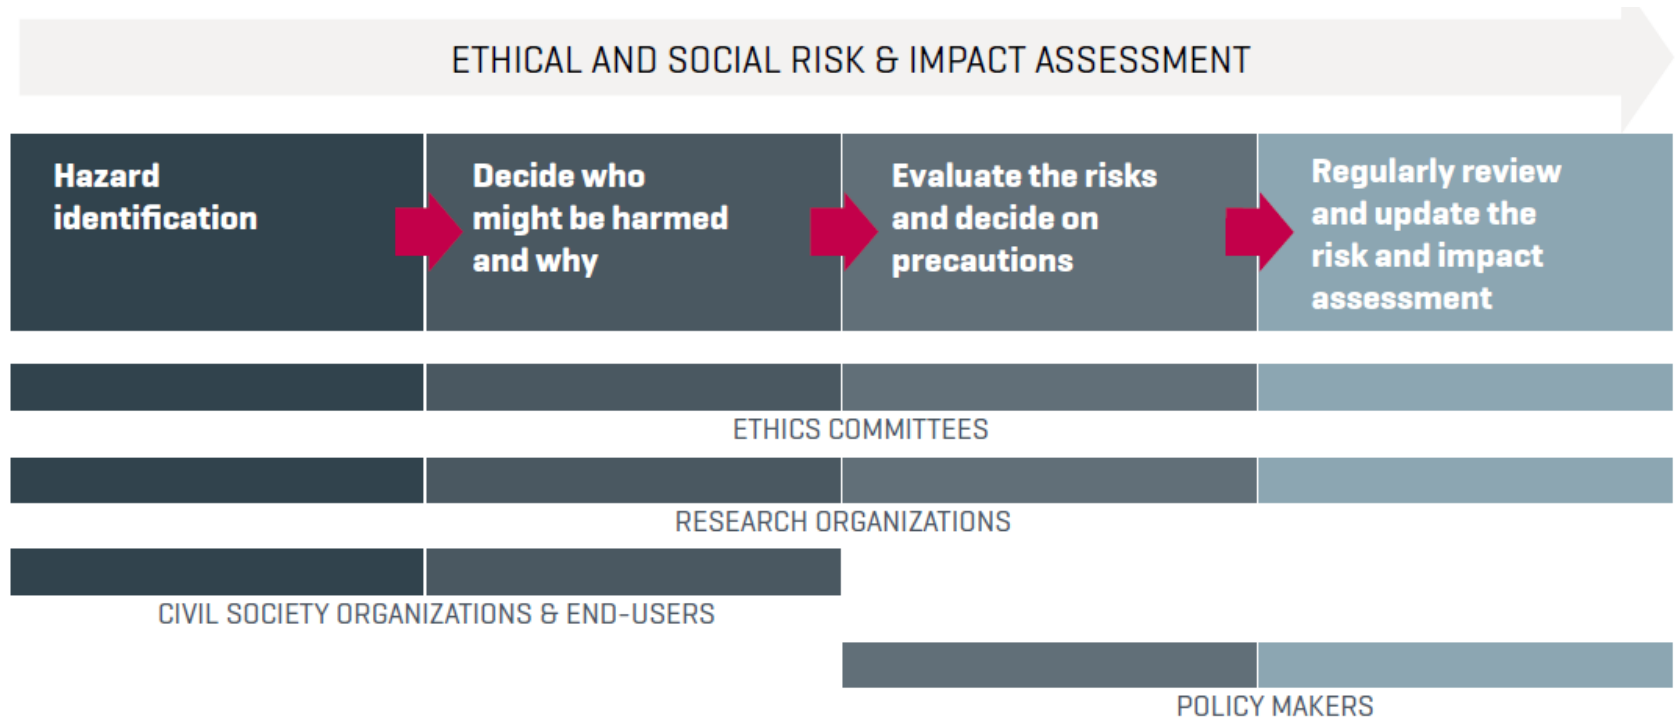 ETHICAL AND SOCIAL RISK & IMPACT ASSESSMENT
Hazard
identification
Decide who
might be harmed
and why
Evaluate the risks
and decide on
precautions
Regularly review
and update the
risk and impact
assessment
ETHICS COMMITTEES
RESEARCH ORGANIZATIONS
CIVIL SOCIETY ORGANIZATIONS & END-USERS
POLICY MAKERS